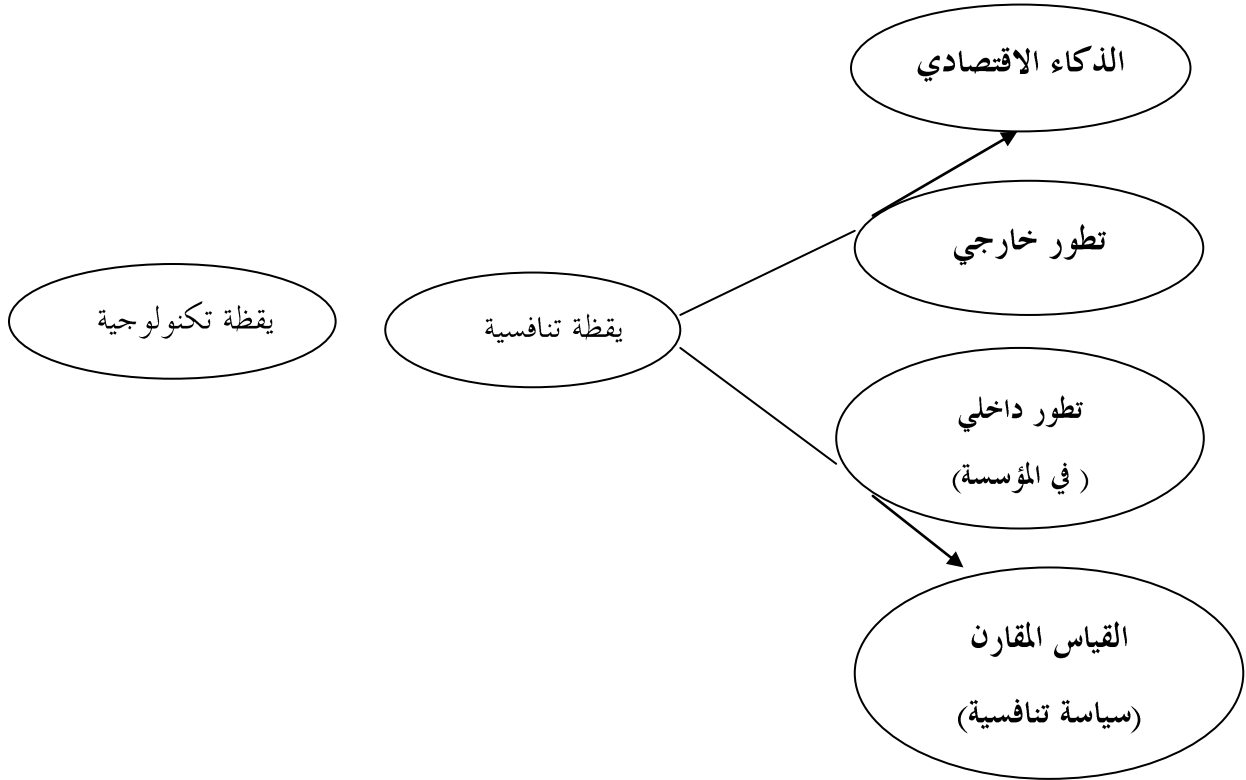 الذكاء الاقتصادي
تطور خارجي
يقظة تكنولوجية
يقظة تنافسية
تطور داخلي
( في المؤسسة)
القياس المقارن
(سياسة تنافسية)